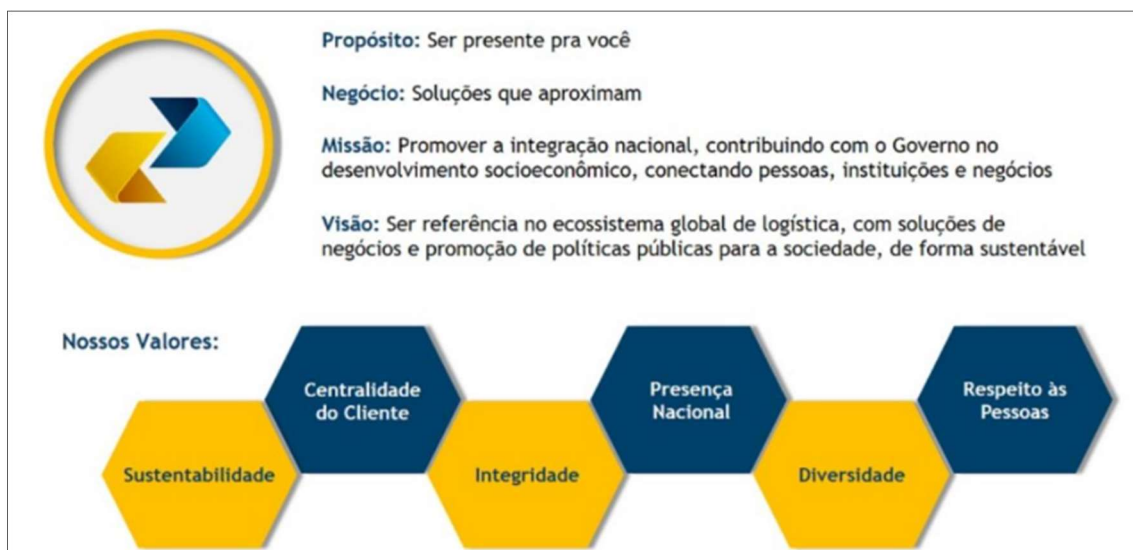 Propósito: Ser presente pra você
Negócio: Soluções que aproximam
Missão: Promover a integração nacional, contribuindo com o Governo no
desenvolvimento socioeconômico, conectando pessoas, instituições e negócios
Visão: Ser referência no ecossistema global de logística, com soluções de
negócios e promoção de políticas públicas para a sociedade, de forma sustentável
Nossos Valores:
Sustentabilidade
Centralidade
do Cliente
Integridade
Presença
Nacional
Diversidade
Respeito às
Pessoas